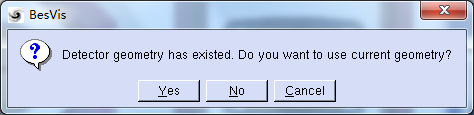 BesVis
Detector geometry has existed. Do you want to use current geometry?
Yes No Cancel